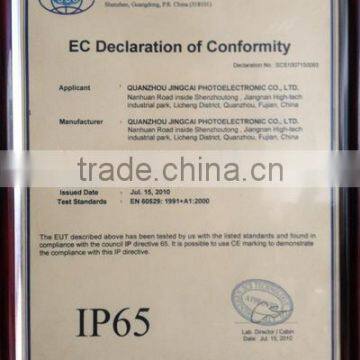 Shenzhen, Guangdong, P.R. China (518101)
EC Declaration of Conformity
Declaration No. :
Applicant : QUANZHOU JINGCAI PHOTOELECTRONIC CO., LTD.
Nanhuan Road inside Shenzhoutong , Jiangnan High-tech
industrial park, Licheng District, Quanzhou, Fujian, China
Manufacturer : QUANZHOU JINGCAI PHOTOELECTRONIC CO., LTD.
Nanhuan Road inside Shenzhoutong , Jiangnan High-tech
industrial park, Licheng District, Quanzhou, Fujian, China
trade.china.com
Issued Date : Jul. 15, 2010
Test Standards : EN 60529: 1991+A1:2000
The EUT described above has been tested by us with the listed standards and found in
compliance with the council IP directive 65. It is possible to use CE marking to demonstrate
the compliance with this IP directive.
IP65
APPROVED
Lab. Director / Cabin
Date: Jul. 15, 2010